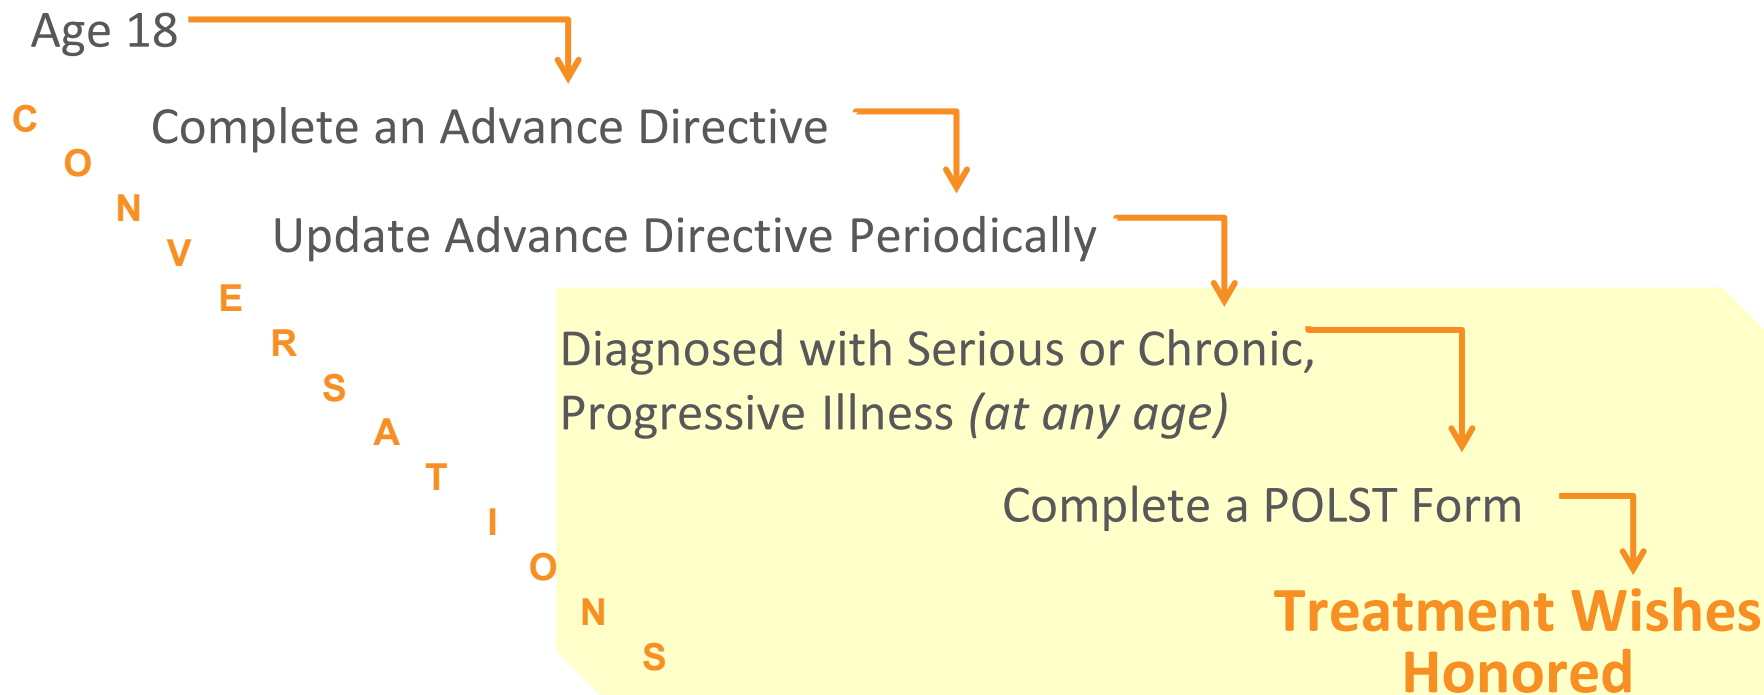 Age 18
Complete an Advance Directive
Update Advance Directive Periodically
Diagnosed with Serious or Chronic,
Progressive Illness (at any age)
Complete a POLST Form
Treatment Wishes
Honored
CONVERSATIONS